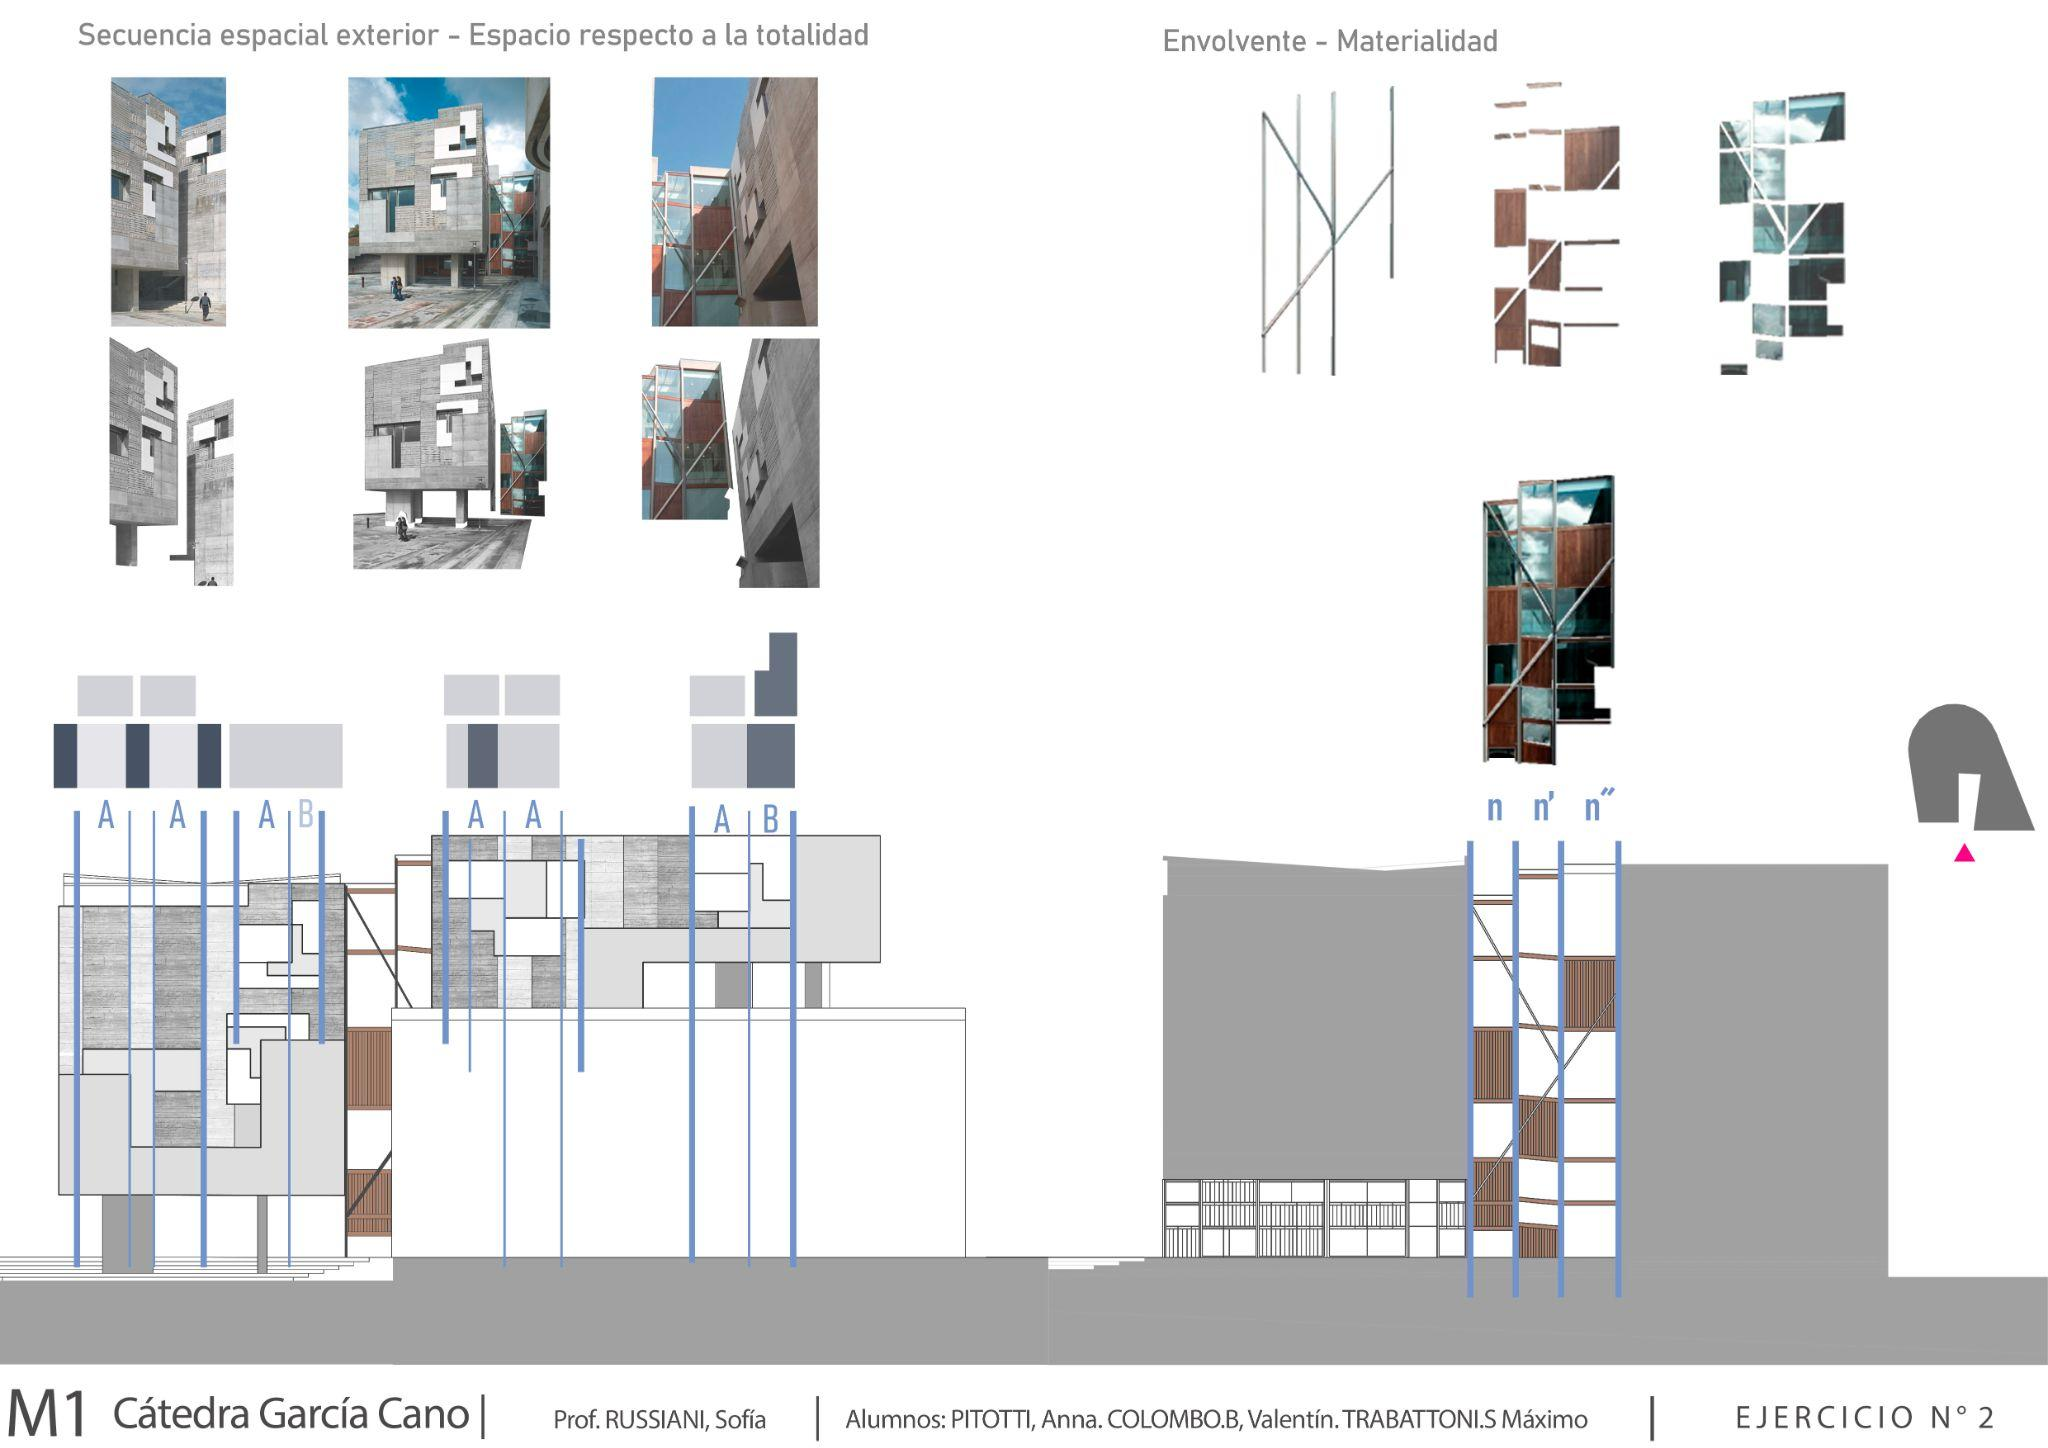 Secuencia espacial exterior - Espacio respecto a la totalidad
Envolvente - Materialidad
A A A B A A A B
n n' n''
M1 Cátedra García Cano| Prof. RUSSIANI, Sofía | Alumnos: PITOTTI, Anna. COLOMBO.B, Valentín. TRABATTONI.S Máximo | EJERCICIO N° 2